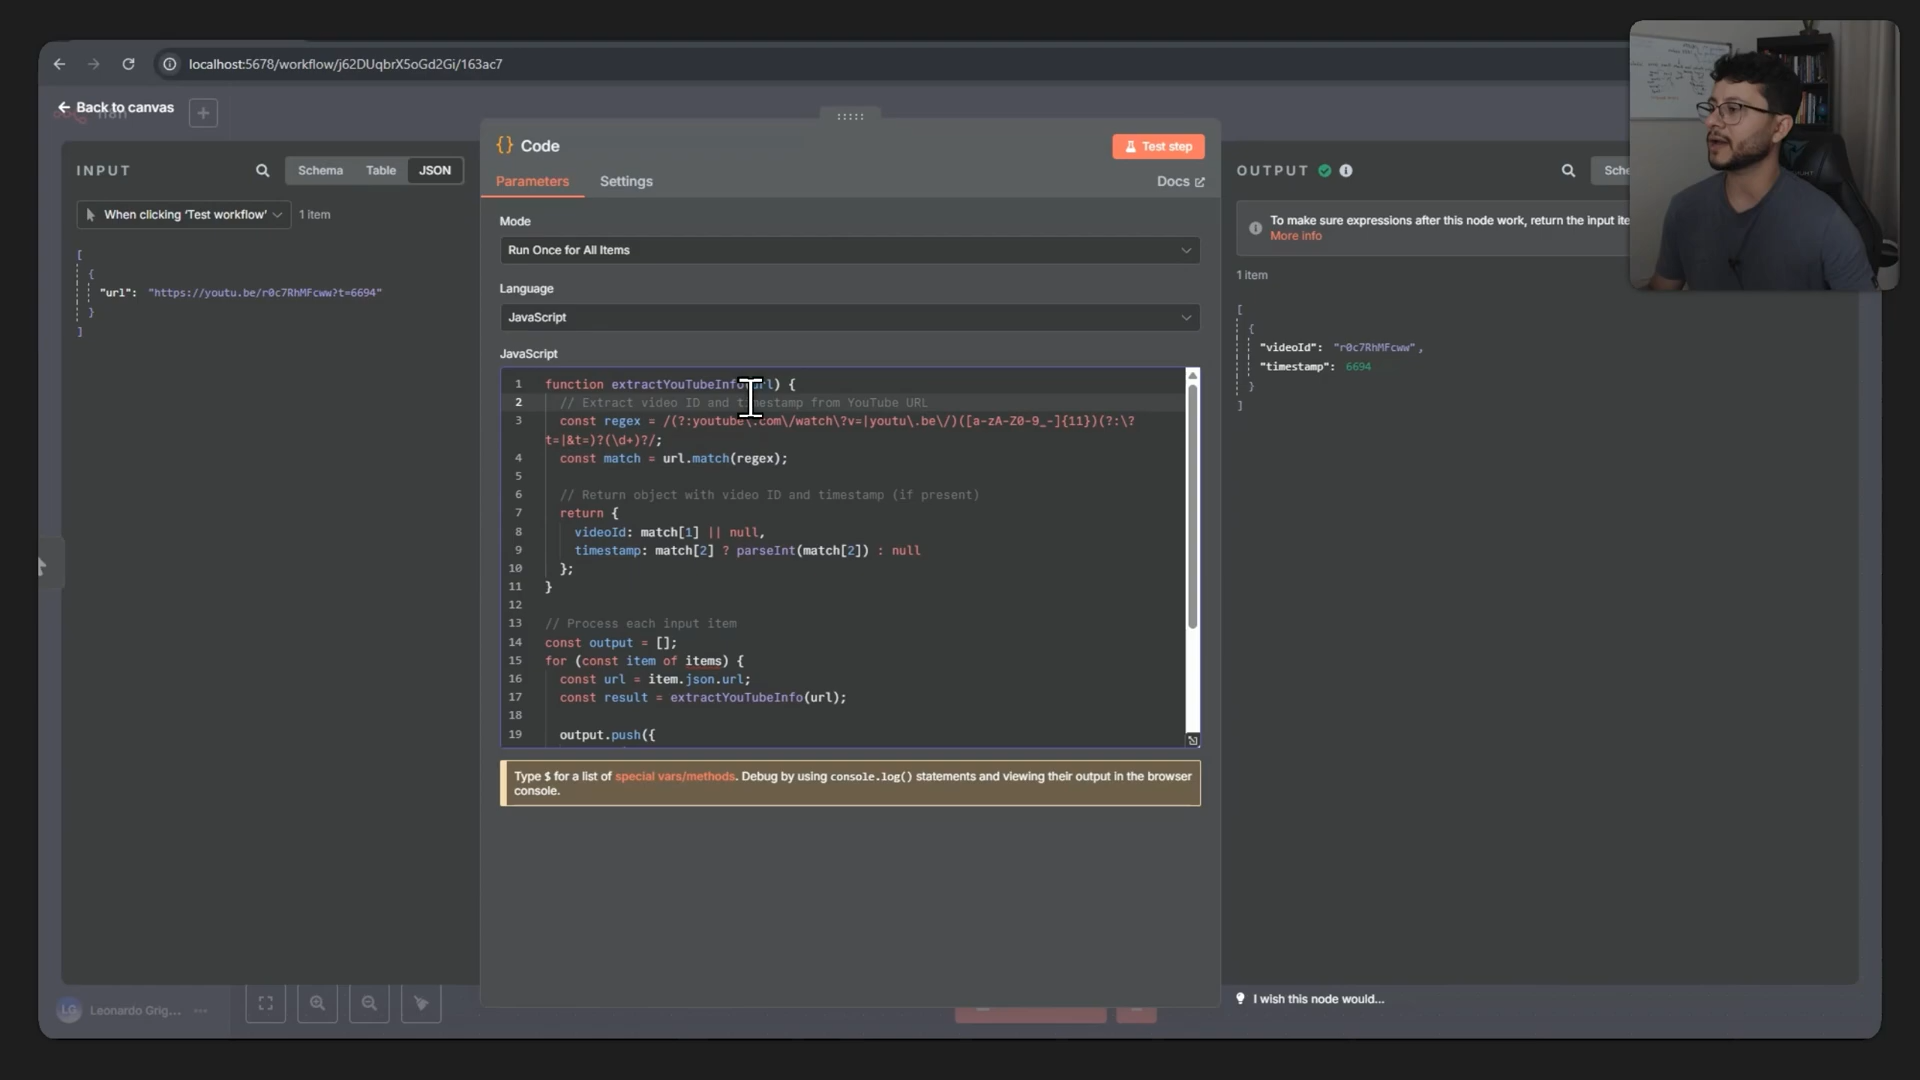 localhost:5678/workflow/j62DUqbrX5oGd2Gi/163ac7
Back to canvas
INPUT
Schema
Table
JSON
When clicking 'Test workflow'
1 item
[
{
"url": "https://youtu.be/r0c7RhMFcww?t=6694"
}
]
{} Code
Test step
Parameters
Settings
Docs
Mode
Run Once for All Items
Language
JavaScript
JavaScript
1 function extractYouTubeInfo(url) {
2 // Extract video ID and timestamp from YouTube URL
3 const regex = /(?:youtube\.com\/watch\?v=|youtu\.be\/)([a-zA-Z0-9_-]{11})(?:\?
t=|&t=)?(\d+)?/;
4 const match = url.match(regex);
5
6 // Return object with video ID and timestamp (if present)
7 return {
8 videoId: match[1] || null,
9 timestamp: match[2] ? parseInt(match[2]) : null
10 };
11 }
12
13 // Process each input item
14 const output = [];
15 for (const item of items) {
16 const url = item.json.url;
17 const result = extractYouTubeInfo(url);
18
19 output.push({
Type $ for a list of special vars/methods. Debug by using console.log() statements and viewing their output in the browser
console.
OUTPUT
Sche
To make sure expressions after this node work, return the input ite
More info
1 item
[
{
"videoId": "r0c7RhMFcww",
"timestamp": 6694
}
]
I wish this node would...
LG
Leonardo Grig...